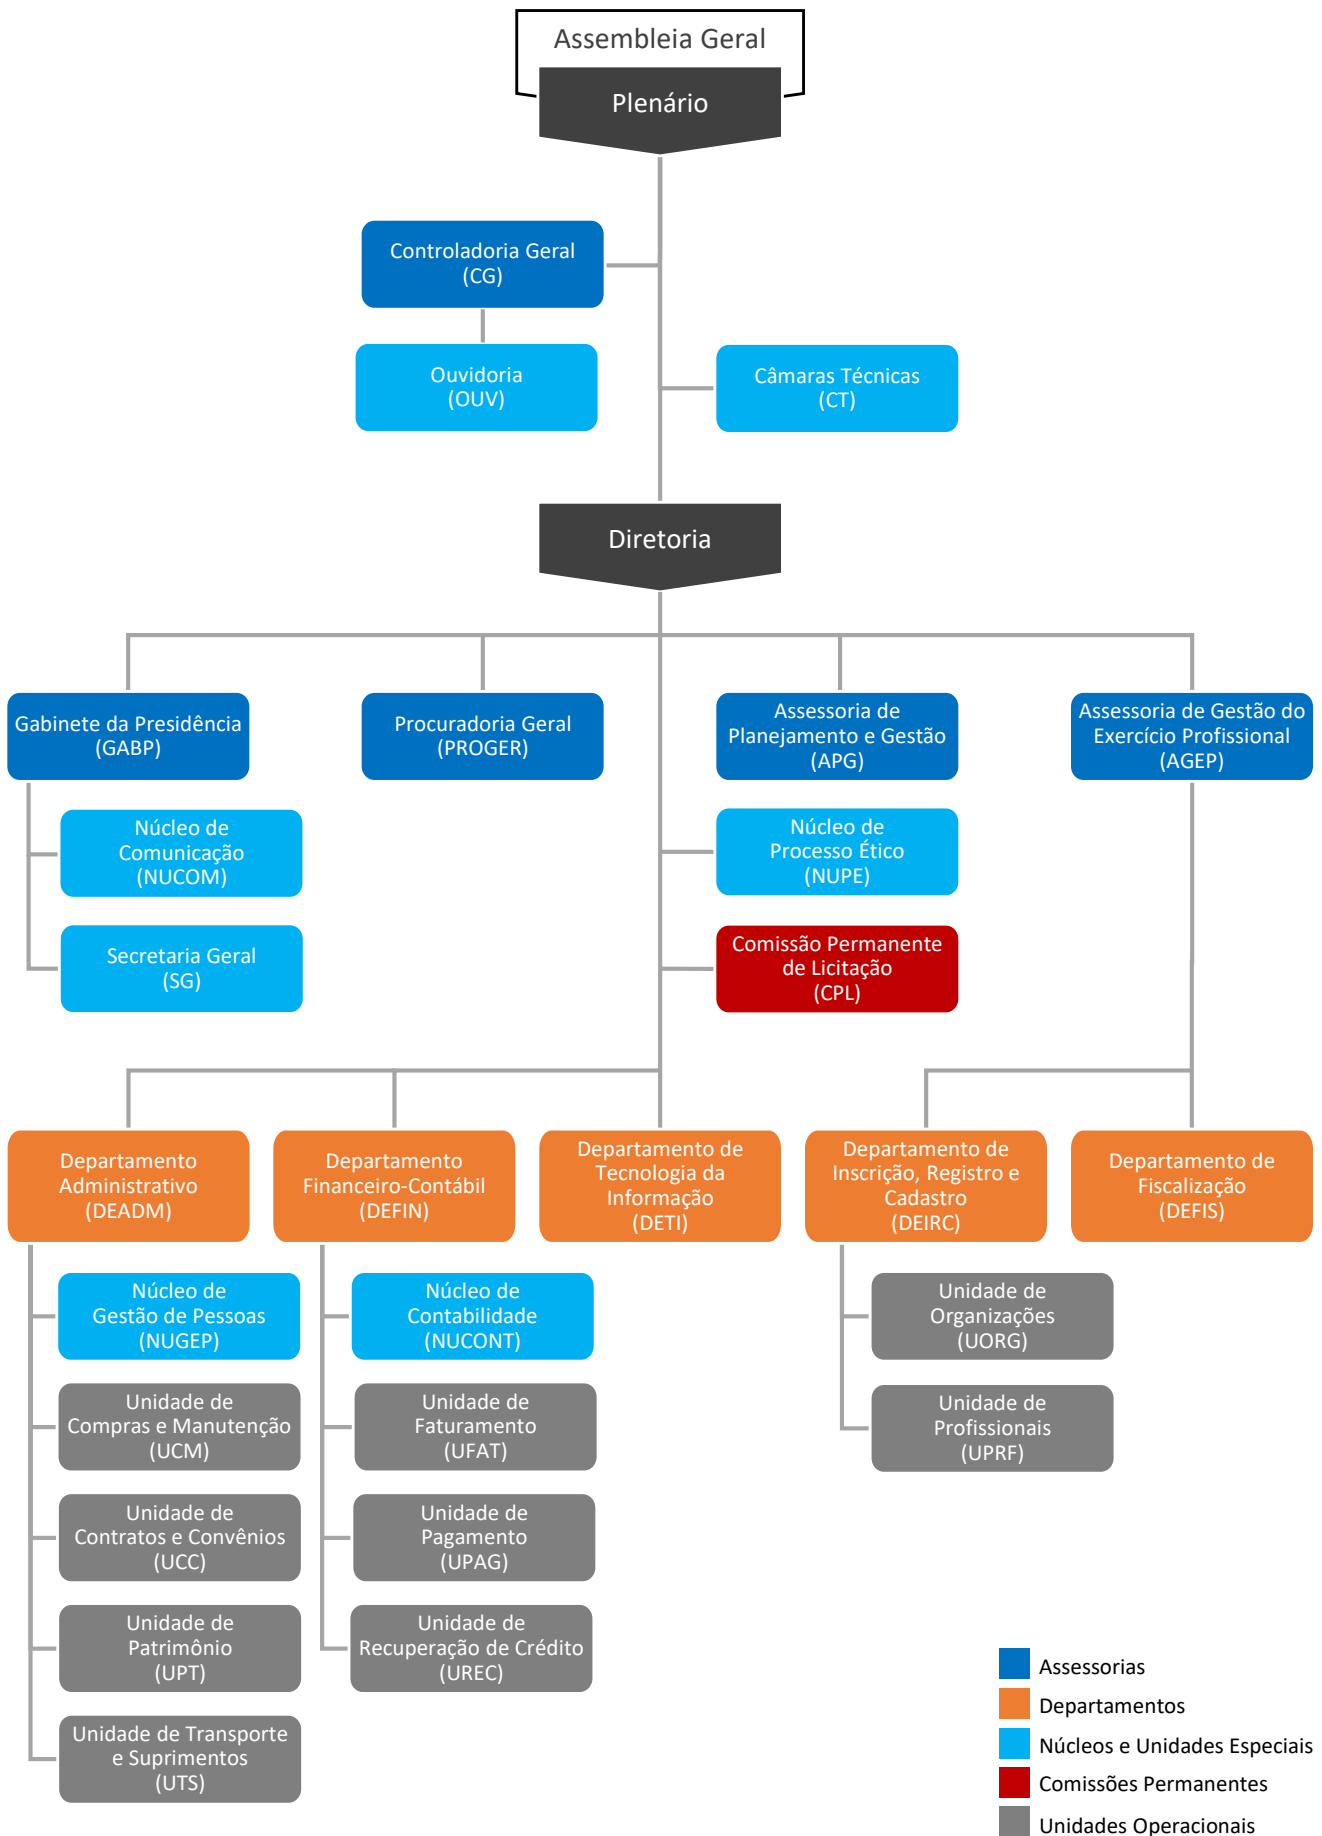 Assembleia Geral
Plenário
Controladoria Geral
(CG)
Ouvidoria
(OUV)
Câmaras Técnicas
(CT)
Diretoria
Gabinete da Presidência
(GABP)
Procuradoria Geral
(PROGER)
Assessoria de
Planejamento e Gestão
(APG)
Assessoria de Gestão do
Exercício Profissional
(AGEP)
Núcleo de
Comunicação
(NUCOM)
Núcleo de
Processo Ético
(NUPE)
Secretaria Geral
(SG)
Comissão Permanente
de Licitação
(CPL)
Departamento
Administrativo
(DEADM)
Departamento
Financeiro-Contábil
(DEFIN)
Departamento de
Tecnologia da
Informação
(DETI)
Departamento de
Inscrição, Registro e
Cadastro
(DEIRC)
Departamento de
Fiscalização
(DEFIS)
Núcleo de
Gestão de Pessoas
(NUGEP)
Núcleo de
Contabilidade
(NUCONT)
Unidade de
Organizações
(UORG)
Unidade de
Compras e Manutenção
(UCM)
Unidade de
Faturamento
(UFAT)
Unidade de
Profissionais
(UPRF)
Unidade de
Contratos e Convênios
(UCC)
Unidade de
Pagamento
(UPAG)
Unidade de
Patrimônio
(UPT)
Unidade de
Recuperação de Crédito
(UREC)
Unidade de Transporte
e Suprimentos
(UTS)
Assessorias
Departamentos
Núcleos e Unidades Especiais
Comissões Permanentes
Unidades Operacionais